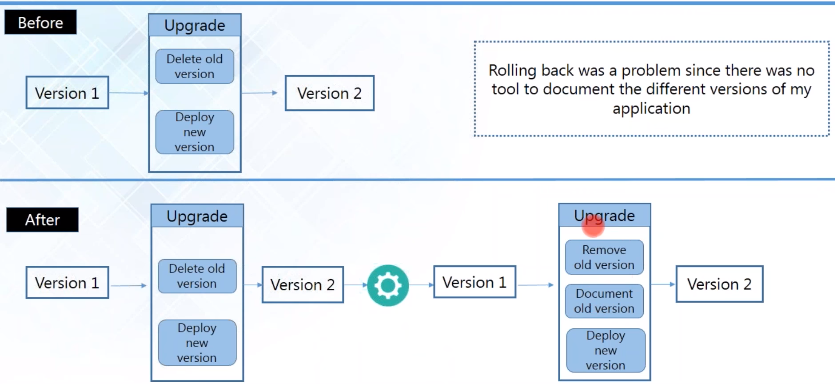 Before
Upgrade
Delete old
version
Version 1
Deploy
new
version
Version 2
Rolling back was a problem since there was no
tool to document the different versions of my
application
After
Upgrade
Delete old
version
Version 1
Deploy
new
version
Version 2
Version 1
Upgrade
Remove
old version
Document
old version
Deploy
new
version
Version 2